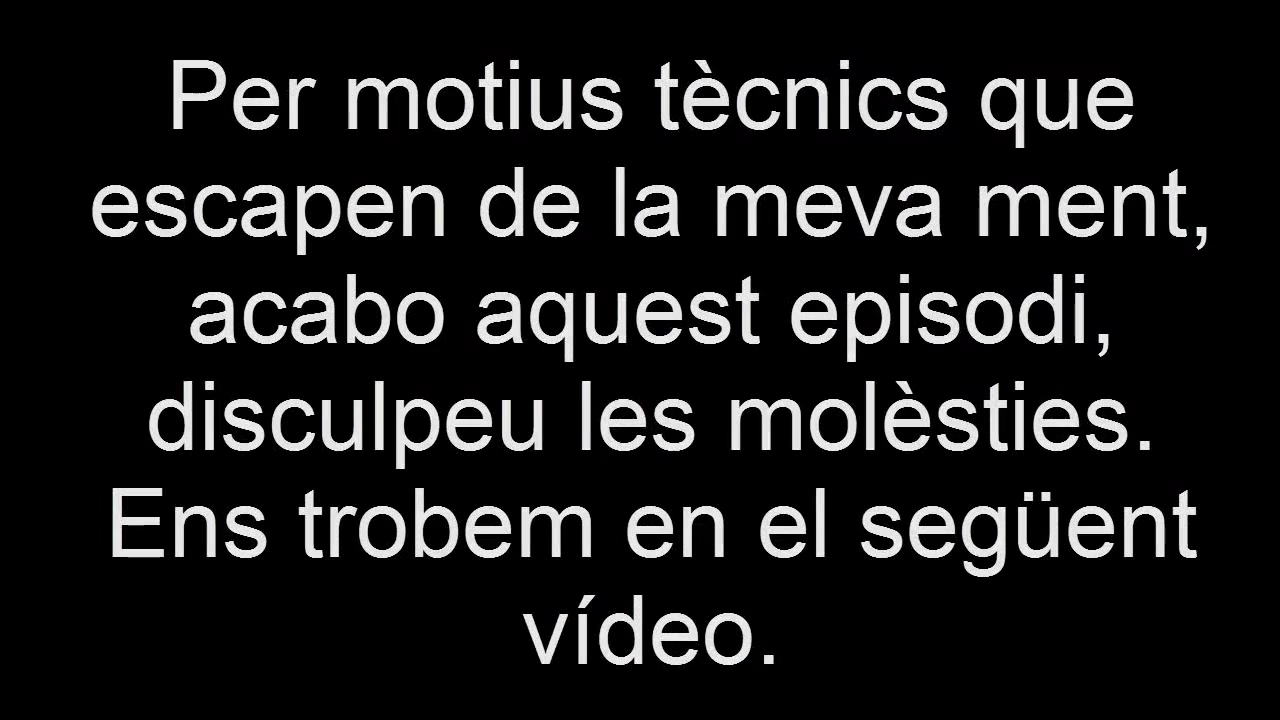 Per motius tècnics que
escapen de la meva ment,
acabo aquest episodi,
disculpeu les molèsties.
Ens trobem en el següent
vídeo.